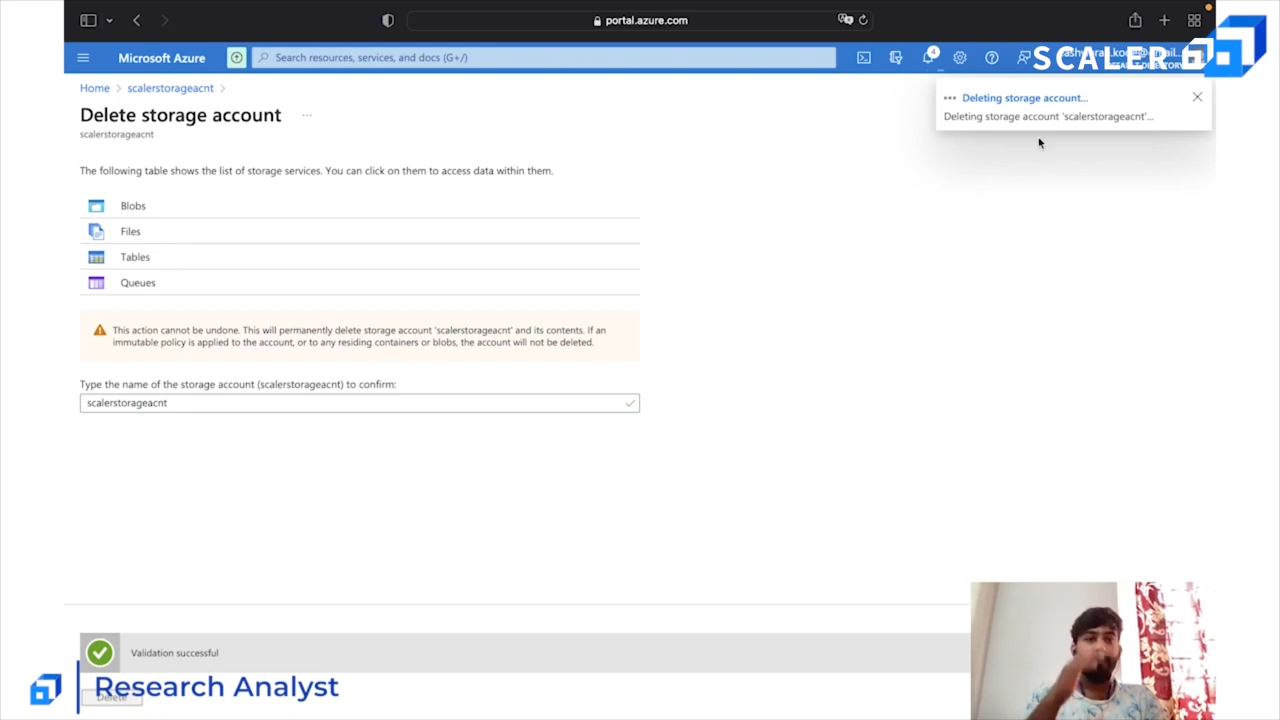 portal.azure.com
Microsoft Azure
Search resources, services, and docs (G+/)
4
SCALER
Home > scalerstorageacnt >
Delete storage account ...
scalerstorageacnt
Deleting storage account...
Deleting storage account 'scalerstorageacnt'...
The following table shows the list of storage services. You can click on them to access data within them.
Blobs
Files
Tables
Queues
This action cannot be undone. This will permanently delete storage account 'scalerstorageacnt' and its contents. If an
immutable policy is applied to the account, or to any residing containers or blobs, the account will not be deleted.
Type the name of the storage account (scalerstorageacnt) to confirm:
scalerstorageacnt
Validation successful
Research Analyst
Delete